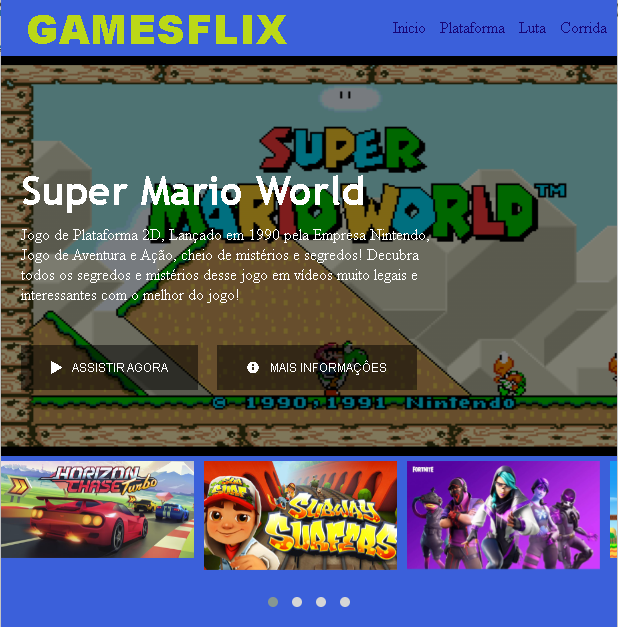 GAMESFLIX
Inicio Plataforma Luta Corrida
SUPER
MARIO WORLD TM
Super Mario World
Jogo de Plataforma 2D, Lançado em 1990 pela Empresa Nintendo,
Jogo de Aventura e Ação, cheio de mistérios e segredos! Decubra
todos os segredos e mistérios desse jogo em vídeos muito legais e
interessantes com o melhor do jogo!
ASSISTIR AGORA
MAIS INFORMAÇÕES
© 1990,1991 Nintendo
HORIZON
CHASE Turbo
SUBWAY
SURFERS
FORTNITE